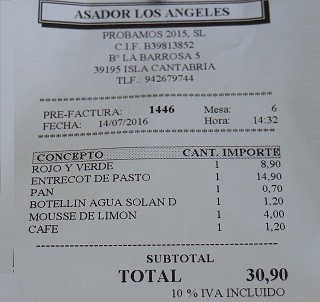 ASADOR LOS ANGELES
PROBAMOS 2015, SL
C.I.F. B39813852
Bº LA BARROSA 5
39195 ISLA CANTABRIA
TLF.: 942679744
****************************************
PRE-FACTURA: 1446 Mesa: 6
FECHA: 14/07/2016 Hora: 14:32
****************************************
CONCEPTO CANT. IMPORTE
ROJO Y VERDE 1 8,90
ENTRECOT DE PASTO 1 14,90
PAN 1 0,70
BOTELLIN AGUA SOLAN D 1 1,20
MOUSSE DE LIMON 1 4,00
CAFE 1 1,20
SUBTOTAL
TOTAL 30,90
10 % IVA INCLUIDO